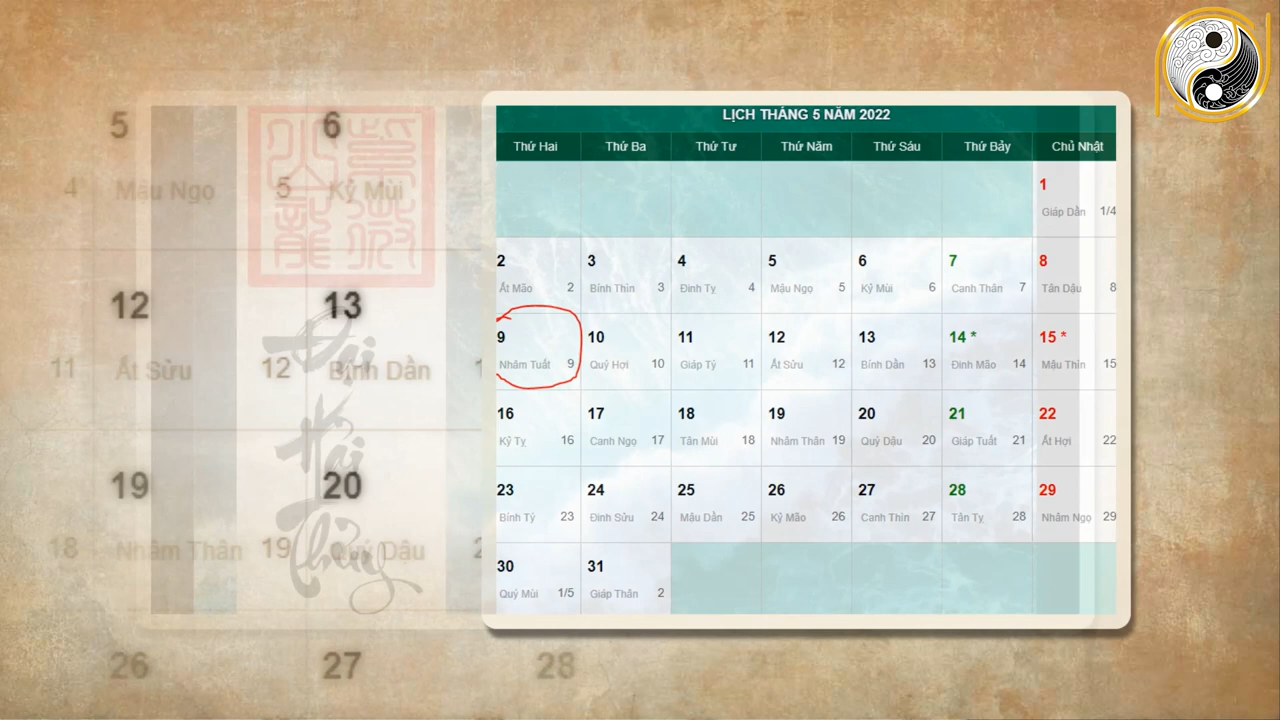 LỊCH THÁNG 5 NĂM 2022
Thứ Hai Thứ Ba Thứ Tư Thứ Năm Thứ Sáu Thứ Bảy Chủ Nhật
1
Giáp Dần 1/4
2 3 4 5 6 7 8
Ất Mão 2 Bính Thìn 3 Đinh Tỵ 4 Mậu Ngọ 5 Kỷ Mùi 6 Canh Thân 7 Tân Dậu 8
9 10 11 12 13 14 * 15 *
Nhâm Tuất 9 Quý Hợi 10 Giáp Tý 11 Ất Sửu 12 Bính Dần 13 Đinh Mão 14 Mậu Thìn 15
16 17 18 19 20 21 22
Kỷ Tỵ 16 Canh Ngọ 17 Tân Mùi 18 Nhâm Thân 19 Quý Dậu 20 Giáp Tuất 21 Ất Hợi 22
23 24 25 26 27 28 29
Bính Tý 23 Đinh Sửu 24 Mậu Dần 25 Kỷ Mão 26 Canh Thìn 27 Tân Tỵ 28 Nhâm Ngọ 29
30 31
Quý Mùi 1/5 Giáp Thân 2
5 6
4 Mậu Ngọ 5 Kỷ Mùi
12 13
11 Ất Sửu 12 Bính Dần
19 20
18 Nhâm Thân 19 Quý Dậu
26 27 28
Đại
Hải
Thủy